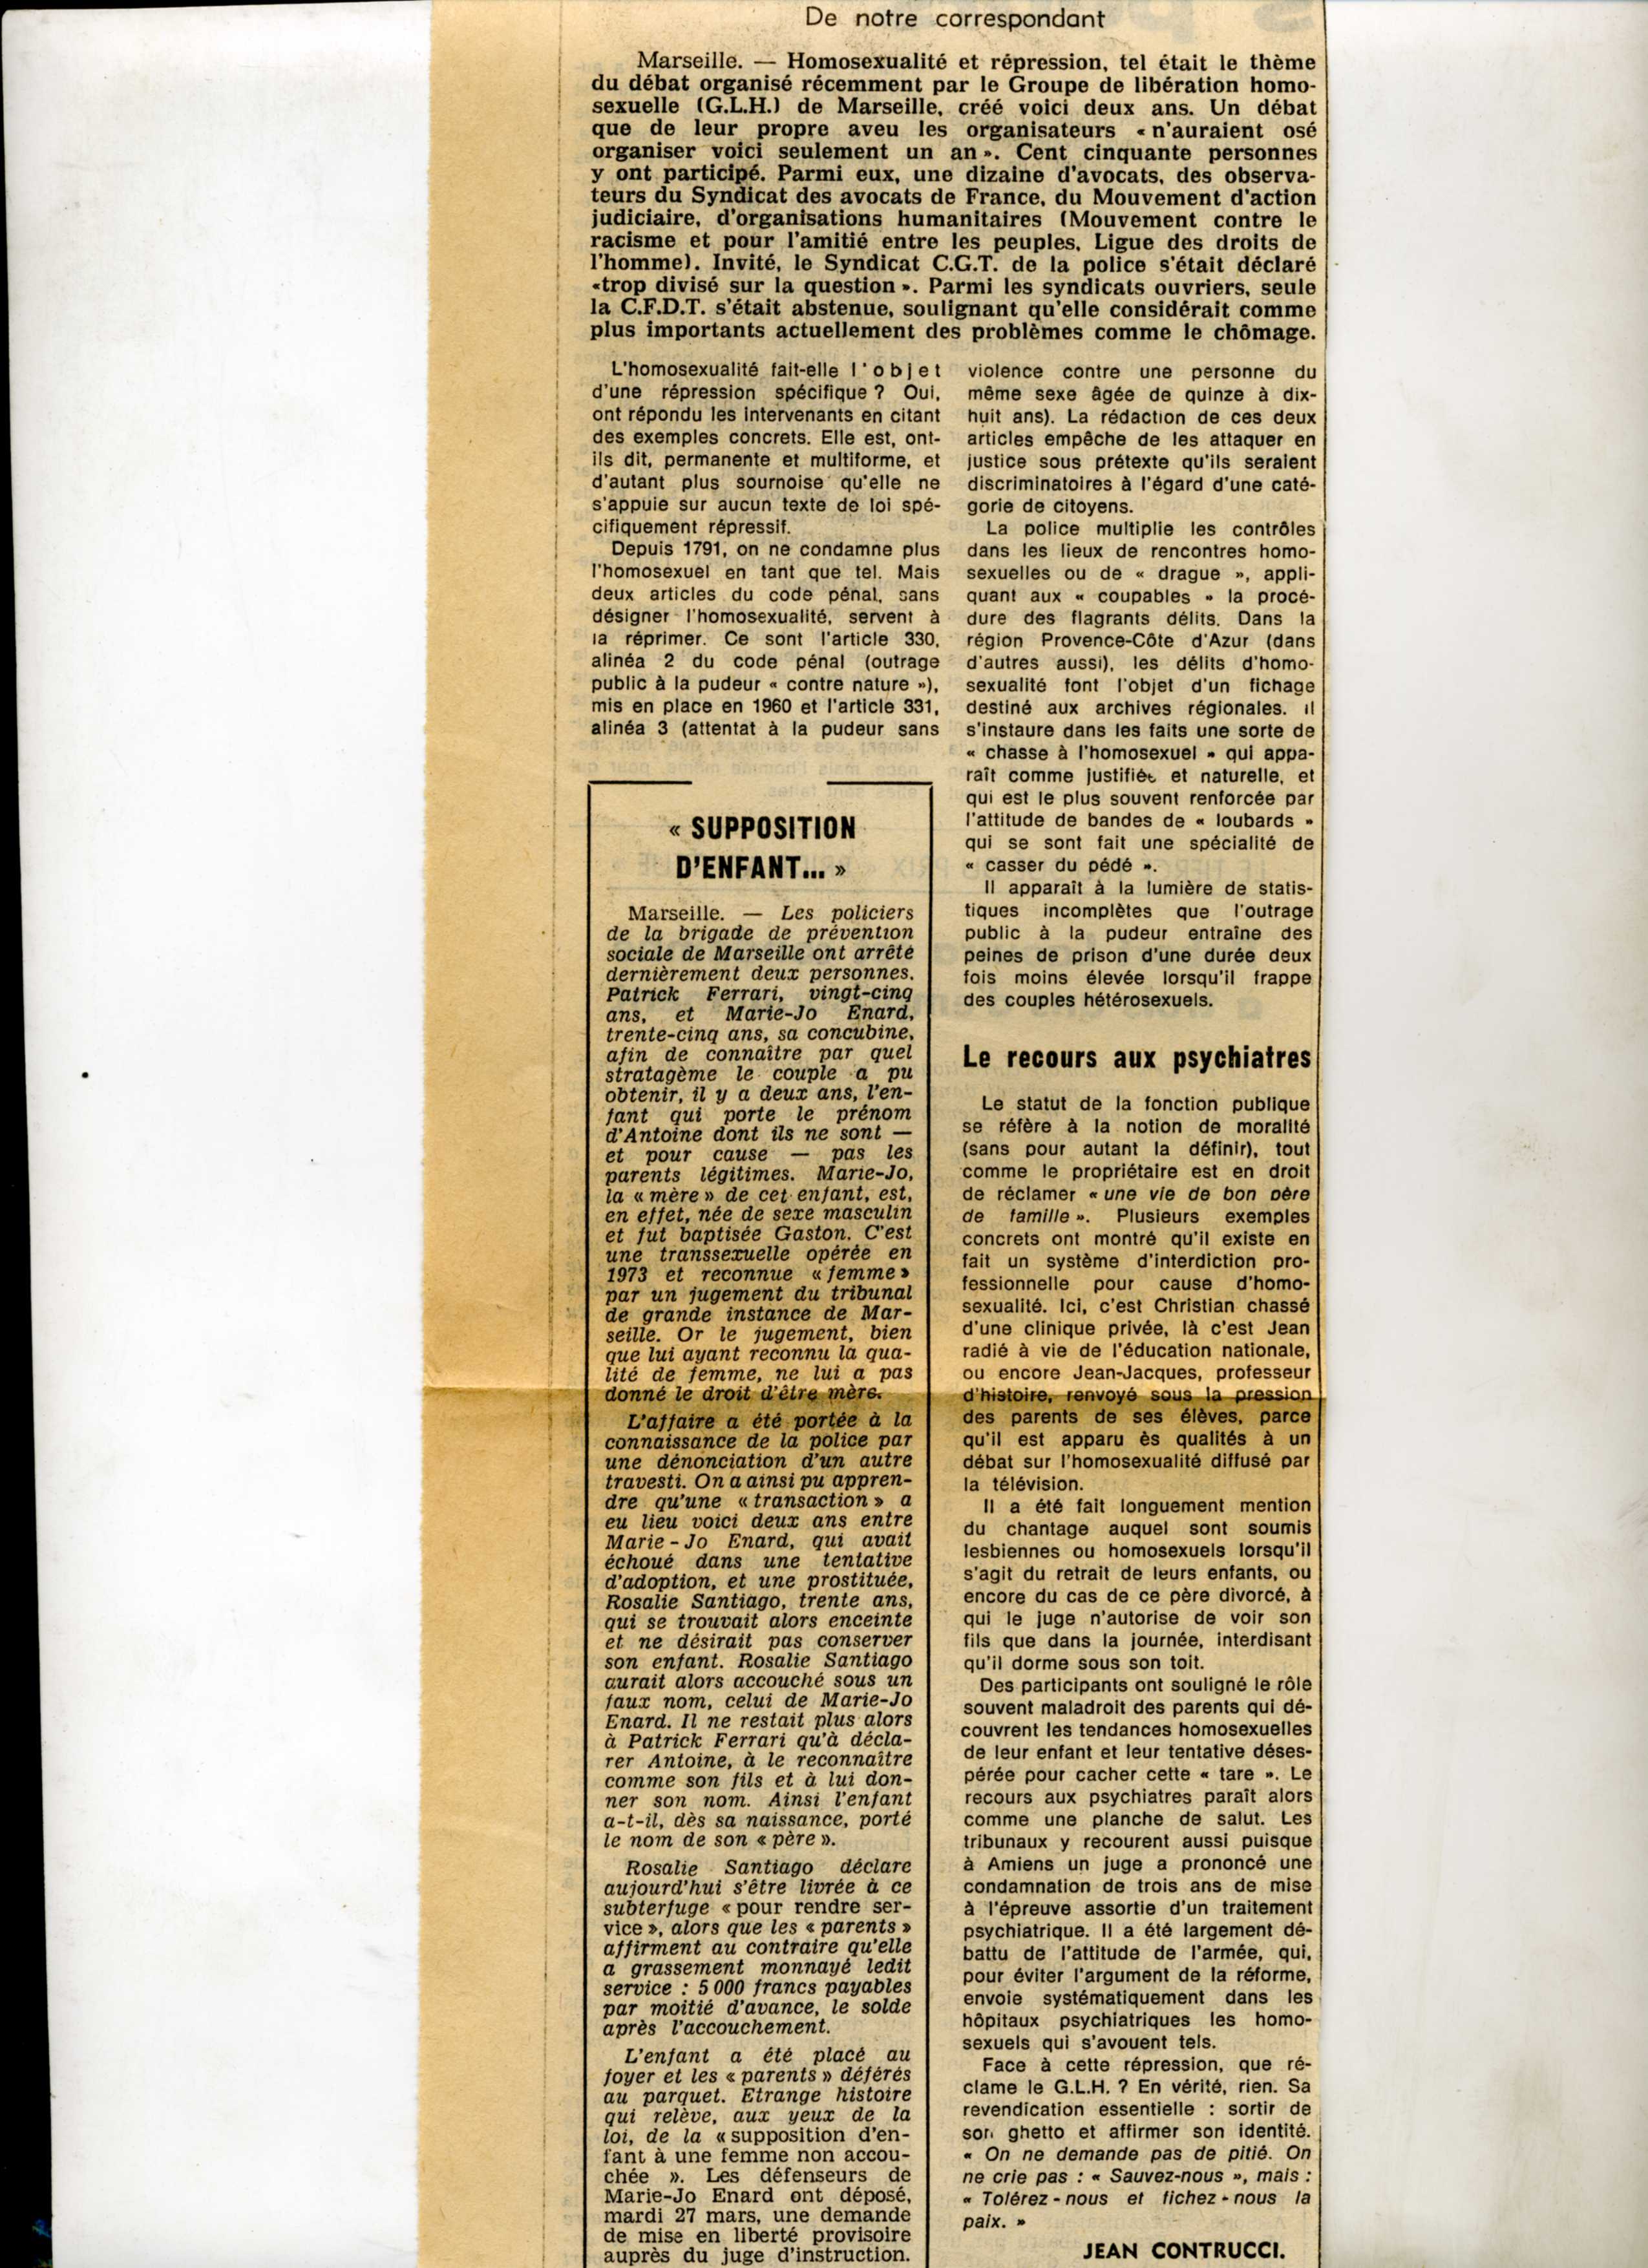 De notre correspondant
Marseille. — Homosexualité et répression, tel était le thème
du débat organisé récemment par le Groupe de libération homo-
sexuelle (G.L.H.) de Marseille, créé voici deux ans. Un débat
que de leur propre aveu les organisateurs « n'auraient osé
organiser voici seulement un an ». Cent cinquante personnes
y ont participé. Parmi eux, une dizaine d'avocats, des observa-
teurs du Syndicat des avocats de France, du Mouvement d'action
judiciaire, d'organisations humanitaires (Mouvement contre le
racisme et pour l'amitié entre les peuples, Ligue des droits de
l'homme). Invité, le Syndicat C.G.T. de la police s'était déclaré
«trop divisé sur la question ». Parmi les syndicats ouvriers, seule
la C.F.D.T. s'était abstenue, soulignant qu'elle considérait comme
plus importants actuellement des problèmes comme le chômage.
L'homosexualité fait-elle l'objet
d'une répression spécifique ? Oui,
ont répondu les intervenants en citant
des exemples concrets. Elle est, ont-
ils dit, permanente et multiforme, et
d'autant plus sournoise qu'elle ne
s'appuie sur aucun texte de loi spé-
cifiquement répressif.
Depuis 1791, on ne condamne plus
l'homosexuel en tant que tel. Mais
deux articles du code pénal, sans
désigner l'homosexualité, servent à
la réprimer. Ce sont l'article 330,
alinéa 2 du code pénal (outrage
public à la pudeur « contre nature »),
mis en place en 1960 et l'article 331,
alinéa 3 (attentat à la pudeur sans
violence contre une personne du
même sexe âgée de quinze à dix-
huit ans). La rédaction de ces deux
articles empêche de les attaquer en
justice sous prétexte qu'ils seraient
discriminatoires à l'égard d'une caté-
gorie de citoyens.
La police multiplie les contrôles
dans les lieux de rencontres homo-
sexuelles ou de « drague », appli-
quant aux « coupables » la procé-
dure des flagrants délits. Dans la
région Provence-Côte d'Azur (dans
d'autres aussi), les délits d'homo-
sexualité font l'objet d'un fichage
destiné aux archives régionales. Il
s'instaure dans les faits une sorte de
« chasse à l'homosexuel » qui appa-
raît comme justifiée et naturelle, et
qui est le plus souvent renforcée par
l'attitude de bandes de « loubards »
qui se sont fait une spécialité de
« casser du pédé ».
Il apparaît à la lumière de statis-
tiques incomplètes que l'outrage
public à la pudeur entraîne des
peines de prison d'une durée deux
fois moins élevée lorsqu'il frappe
des couples hétérosexuels.
Le recours aux psychiatres
Le statut de la fonction publique
se réfère à la notion de moralité
(sans pour autant la définir), tout
comme le propriétaire est en droit
de réclamer « une vie de bon père
de famille ». Plusieurs exemples
concrets ont montré qu'il existe en
fait un système d'interdiction pro-
fessionnelle pour cause d'homo-
sexualité. Ici, c'est Christian chassé
d'une clinique privée, là c'est Jean
radié à vie de l'éducation nationale,
ou encore Jean-Jacques, professeur
d'histoire, renvoyé sous la pression
des parents de ses élèves, parce
qu'il est apparu ès qualités à un
débat sur l'homosexualité diffusé par
la télévision.
Il a été fait longuement mention
du chantage auquel sont soumis
lesbiennes ou homosexuels lorsqu'il
s'agit du retrait de leurs enfants, ou
encore du cas de ce père divorcé, à
qui le juge n'autorise de voir son
fils que dans la journée, interdisant
qu'il dorme sous son toit.
Des participants ont souligné le rôle
souvent maladroit des parents qui dé-
couvrent les tendances homosexuelles
de leur enfant et leur tentative déses-
pérée pour cacher cette « tare ». Le
recours aux psychiatres paraît alors
comme une planche de salut. Les
tribunaux y recourent aussi puisque
à Amiens un juge a prononcé une
condamnation de trois ans de mise
à l'épreuve assortie d'un traitement
psychiatrique. Il a été largement dé-
battu de l'attitude de l'armée, qui,
pour éviter l'argument de la réforme,
envoie systématiquement dans les
hôpitaux psychiatriques les homo-
sexuels qui s'avouent tels.
Face à cette répression, que ré-
clame le G.L.H. ? En vérité, rien. Sa
revendication essentielle : sortir de
son ghetto et affirmer son identité.
« On ne demande pas de pitié. On
ne crie pas : « Sauvez-nous », mais :
« Tolérez-nous et fichez-nous la
paix. »
JEAN CONTRUCCI.
« SUPPOSITION
D'ENFANT... »
Marseille. — Les policiers
de la brigade de prévention
sociale de Marseille ont arrêté
dernièrement deux personnes.
Patrick Ferrari, vingt-cinq
ans, et Marie-Jo Enard,
trente-cinq ans, sa concubine,
afin de connaître par quel
stratagème le couple a pu
obtenir, il y a deux ans, l'en-
fant qui porte le prénom
d'Antoine dont ils ne sont —
et pour cause — pas les
parents légitimes. Marie-Jo,
la « mère » de cet enfant, est,
en effet, née de sexe masculin
et fut baptisée Gaston. C'est
une transsexuelle opérée en
1973 et reconnue « femme »
par un jugement du tribunal
de grande instance de Mar-
seille. Or le jugement, bien
que lui ayant reconnu la qua-
lité de femme, ne lui a pas
donné le droit d'être mère.
L'affaire a été portée à la
connaissance de la police par
une dénonciation d'un autre
travesti. On a ainsi pu appren-
dre qu'une « transaction » a
eu lieu voici deux ans entre
Marie-Jo Enard, qui avait
échoué dans une tentative
d'adoption, et une prostituée,
Rosalie Santiago, trente ans,
qui se trouvait alors enceinte
et ne désirait pas conserver
son enfant. Rosalie Santiago
aurait alors accouché sous un
faux nom, celui de Marie-Jo
Enard. Il ne restait plus alors
à Patrick Ferrari qu'à décla-
rer Antoine, à le reconnaître
comme son fils et à lui don-
ner son nom. Ainsi l'enfant
a-t-il, dès sa naissance, porté
le nom de son « père ».
Rosalie Santiago déclare
aujourd'hui s'être livrée à ce
subterfuge « pour rendre ser-
vice », alors que les « parents »
affirment au contraire qu'elle
a grassement monnayé ledit
service : 5 000 francs payables
par moitié d'avance, le solde
après l'accouchement.
L'enfant a été placé au
foyer et les « parents » déférés
au parquet. Etrange histoire
qui relève, aux yeux de la
loi, de la « supposition d'en-
fant à une femme non accou-
chée ». Les défenseurs de
Marie-Jo Enard ont déposé,
mardi 27 mars, une demande
de mise en liberté provisoire
auprès du juge d'instruction.